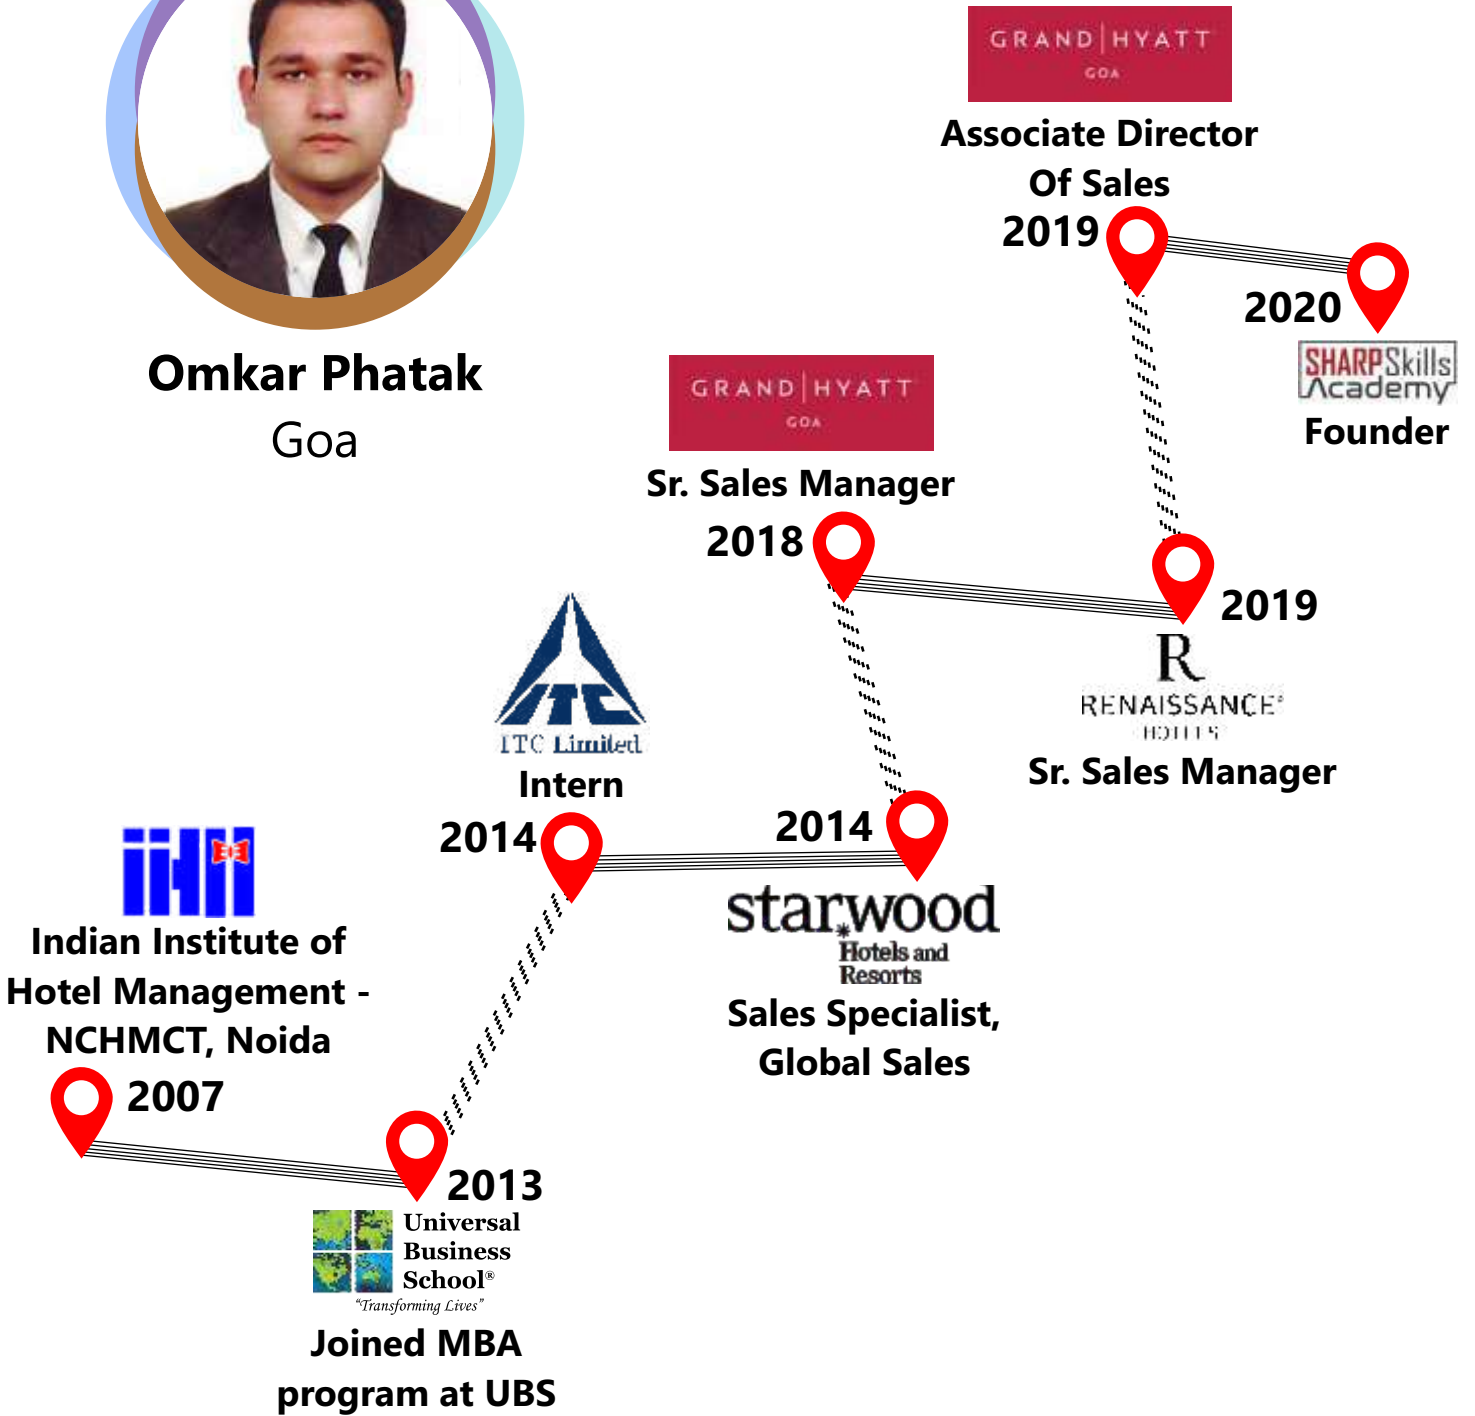 GRAND|HYATT
GOA
Associate Director
Of Sales
2019
2020
SHARPSkills
Academy
Founder
Omkar Phatak
Goa
GRAND|HYATT
GOA
Sr. Sales Manager
2018
2019
R
RENAISSANCE
HOTELS
Sr. Sales Manager
ITC
ITC Limited
Intern
2014
2014
starwood
Hotels and
Resorts
Sales Specialist,
Global Sales
Indian Institute of
Hotel Management -
NCHMCT, Noida
2007
2013
Universal
Business
School®
“Transforming Lives”
Joined MBA
program at UBS